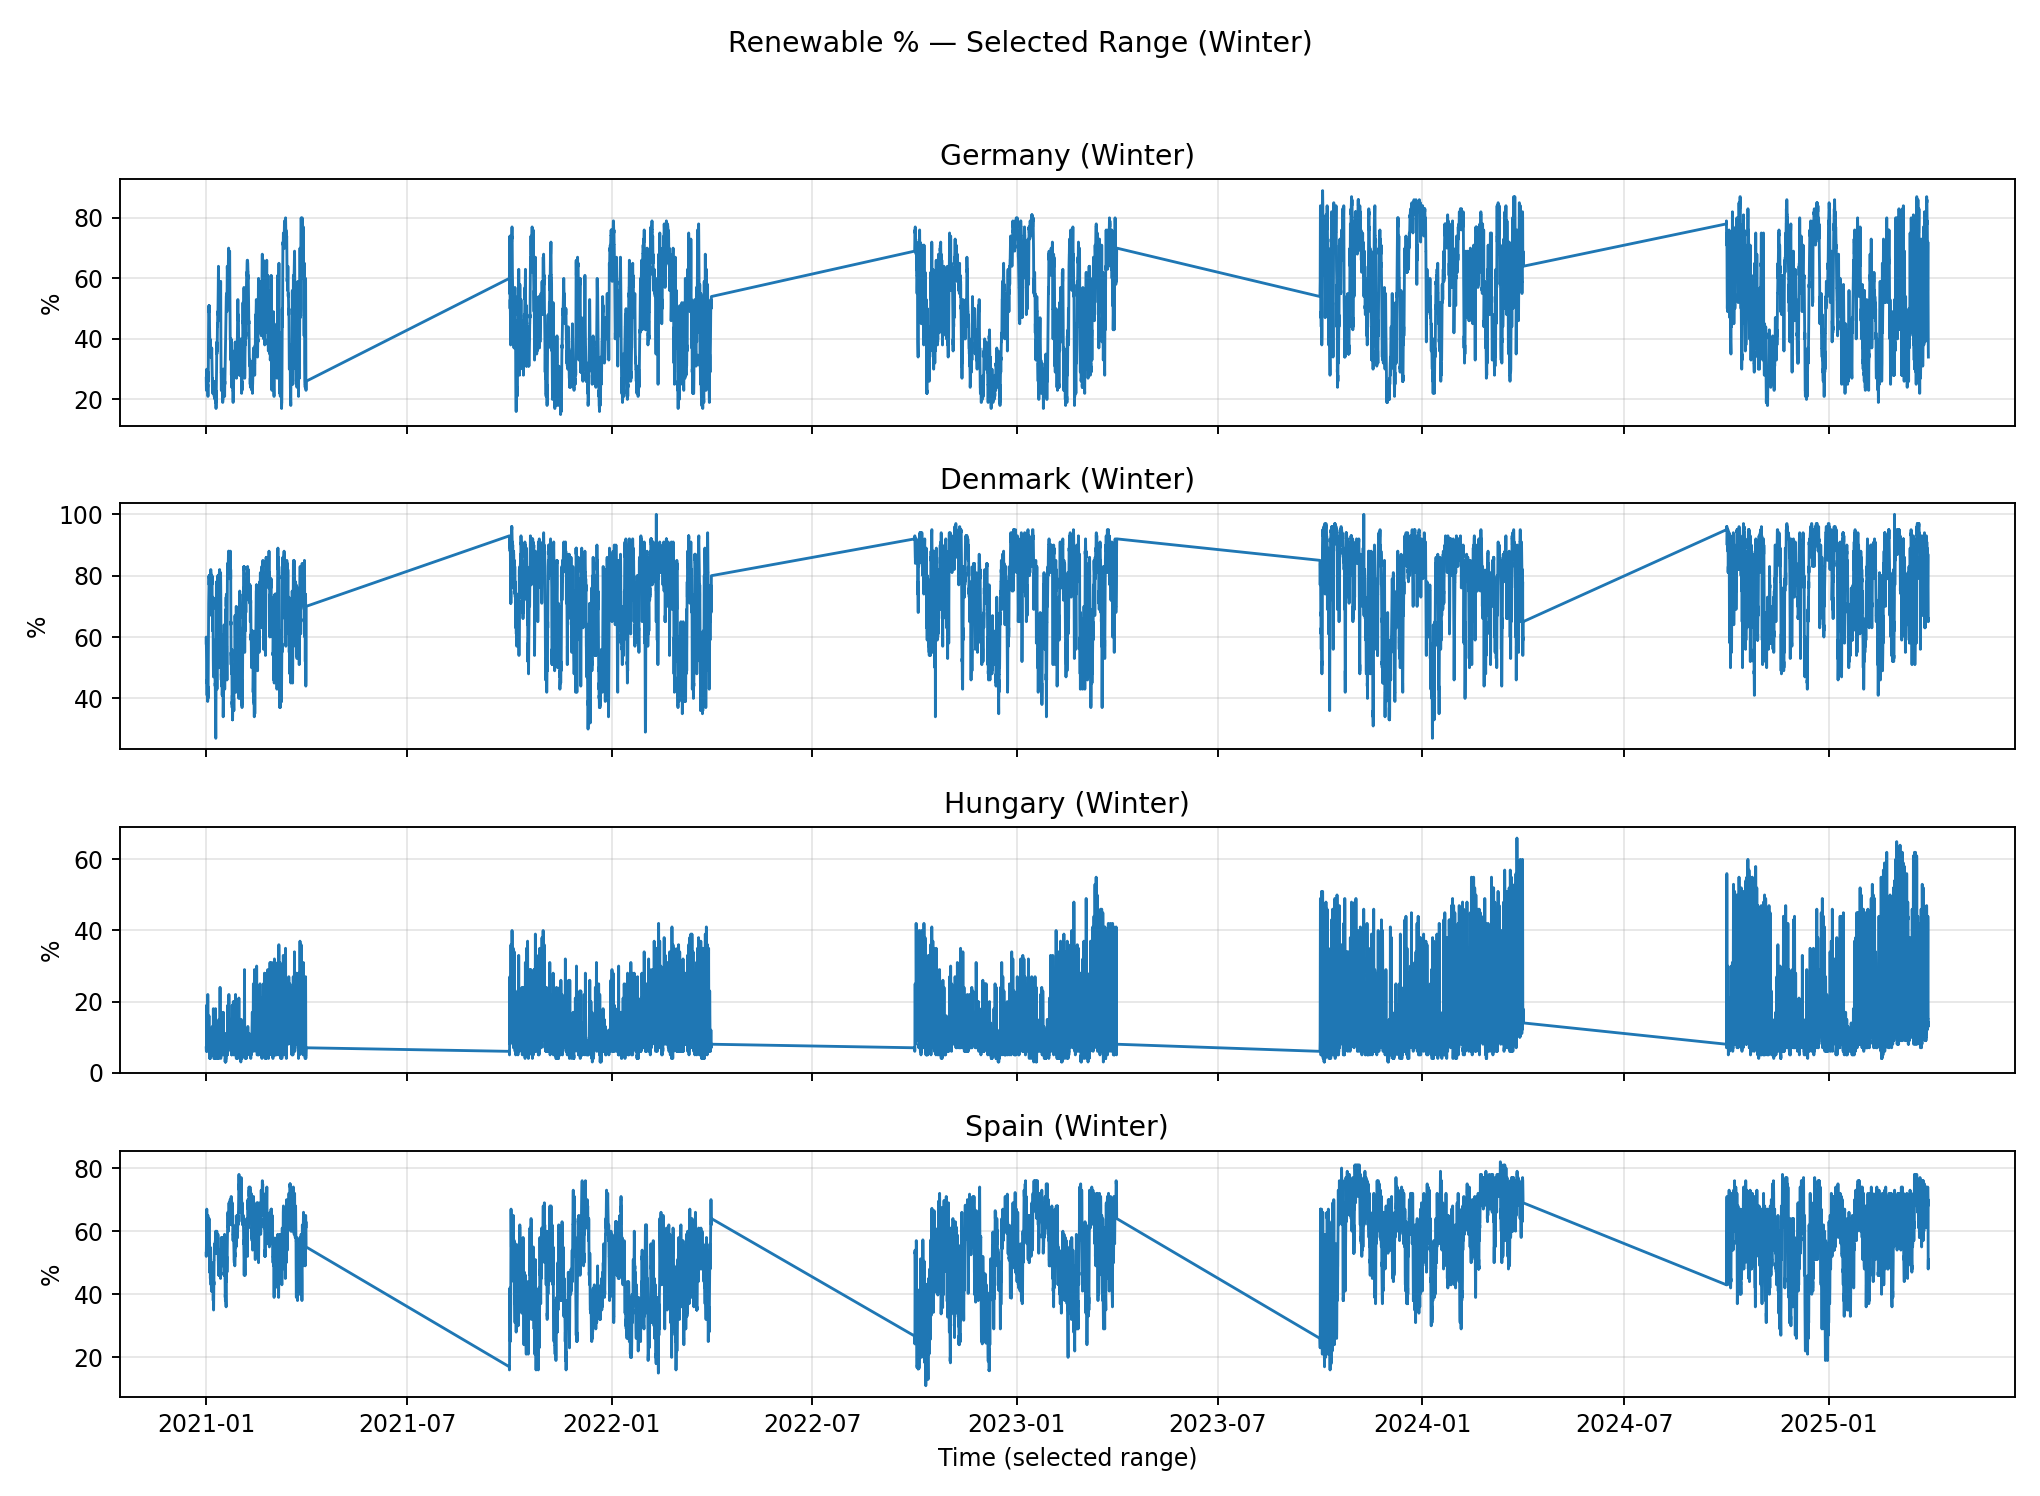 Renewable % — Selected Range (Winter)
Germany (Winter)
80
60
40
20
%
Denmark (Winter)
100
80
60
40
%
Hungary (Winter)
60
40
20
0
%
Spain (Winter)
80
60
40
20
%
2021-01 2021-07 2022-01 2022-07 2023-01 2023-07 2024-01 2024-07 2025-01
Time (selected range)